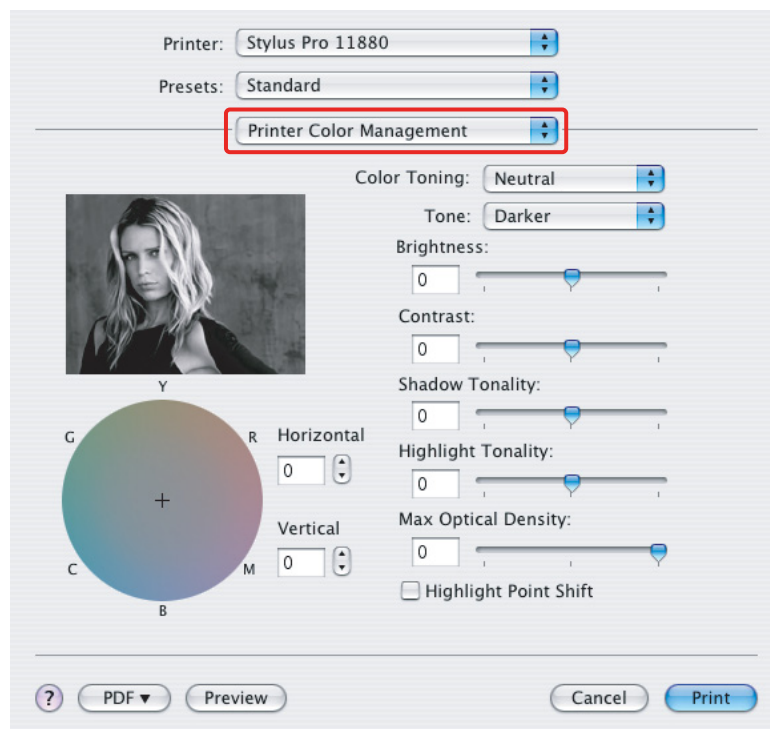 Printer: Stylus Pro 11880
Presets: Standard
Printer Color Management
Color Toning: Neutral
Tone: Darker
Brightness:
0
Contrast:
0
Shadow Tonality:
0
Highlight Tonality:
0
Max Optical Density:
0
Highlight Point Shift
Y
G
R
C
M
B
Horizontal
0
Vertical
0
? PDF ▼ Preview Cancel Print